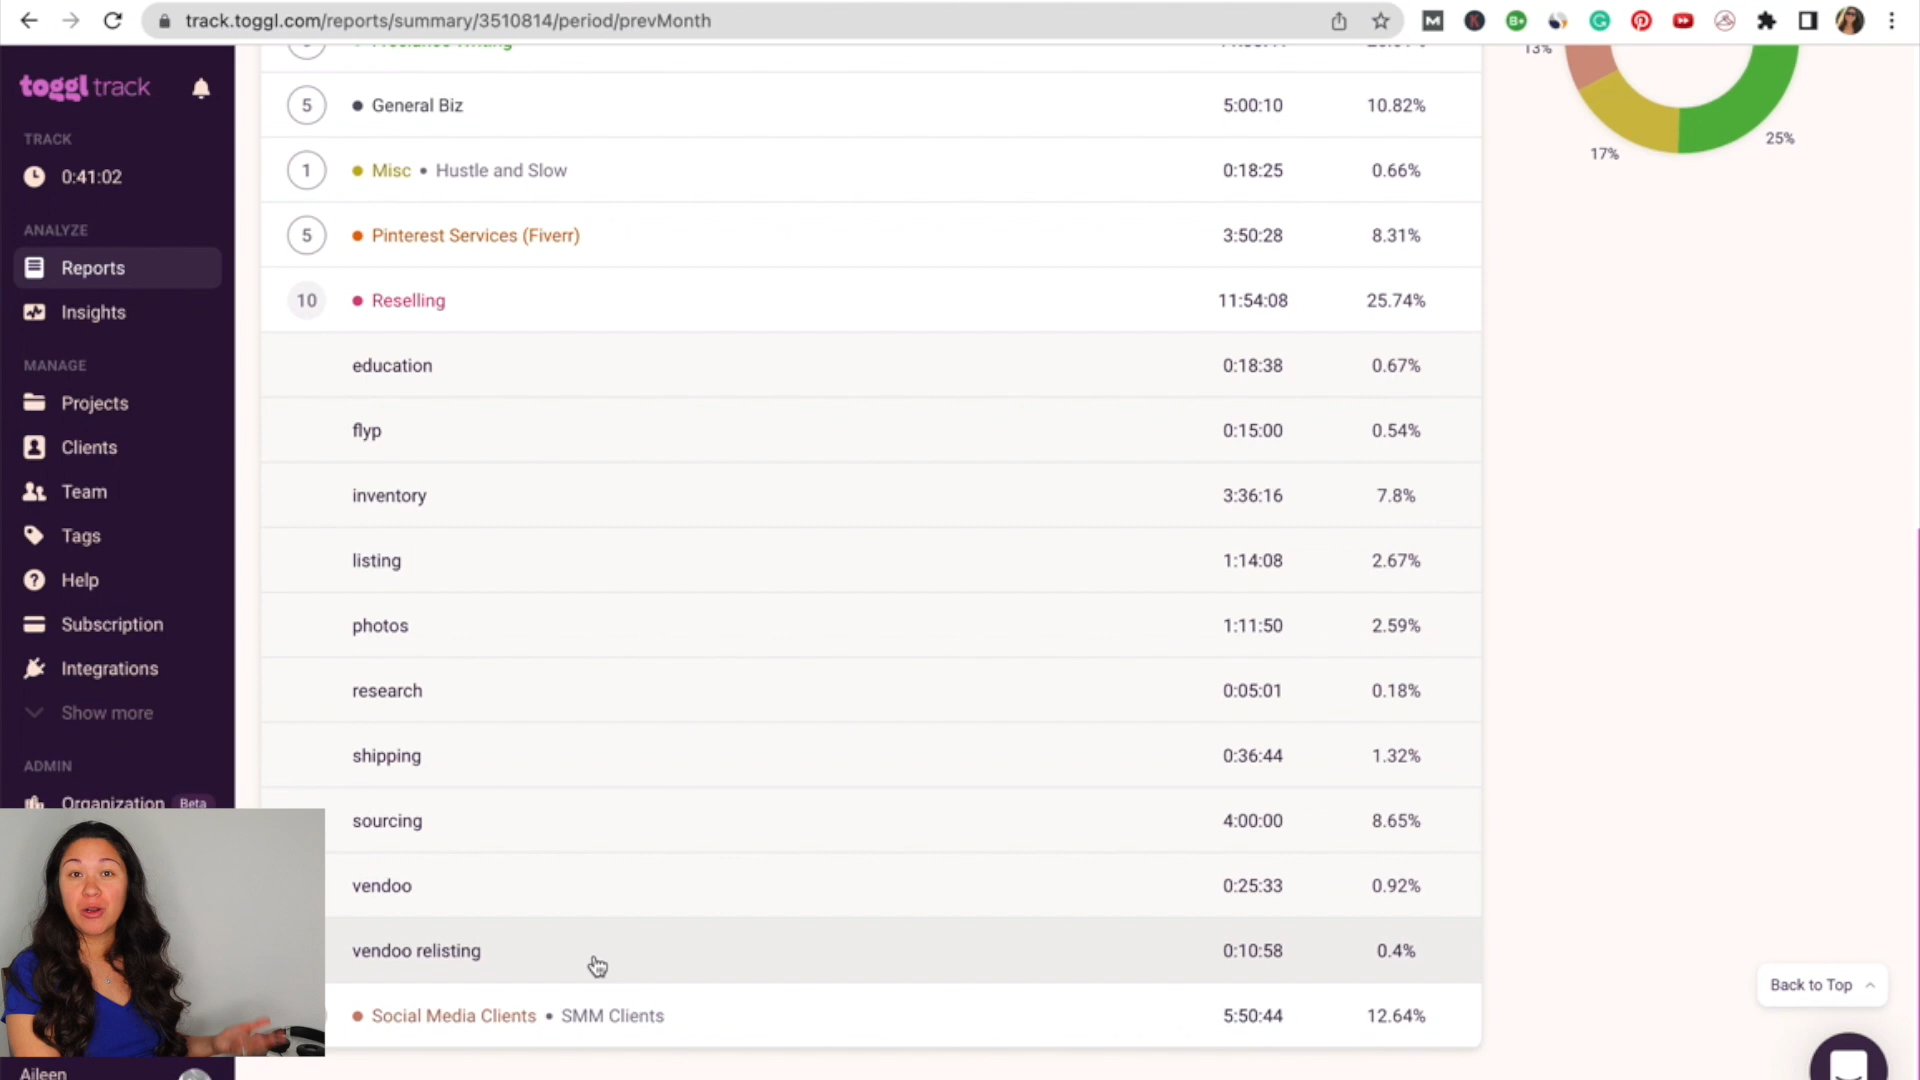 track.toggl.com/reports/summary/3510814/period/prevMonth
toggl track
TRACK
0:41:02
ANALYZE
Reports
Insights
MANAGE
Projects
Clients
Team
Tags
Help
Subscription
Integrations
Show more
ADMIN
Organization Beta
Aileen
Freelance Writing
5 General Biz 5:00:10 10.82%
1 Misc • Hustle and Slow 0:18:25 0.66%
5 Pinterest Services (Fiverr) 3:50:28 8.31%
10 Reselling 11:54:08 25.74%
education 0:18:38 0.67%
flyp 0:15:00 0.54%
inventory 3:36:16 7.8%
listing 1:14:08 2.67%
photos 1:11:50 2.59%
research 0:05:01 0.18%
shipping 0:36:44 1.32%
sourcing 4:00:00 8.65%
vendoo 0:25:33 0.92%
vendoo relisting 0:10:58 0.4%
Social Media Clients • SMM Clients 5:50:44 12.64%
13%
17%
25%
Back to Top